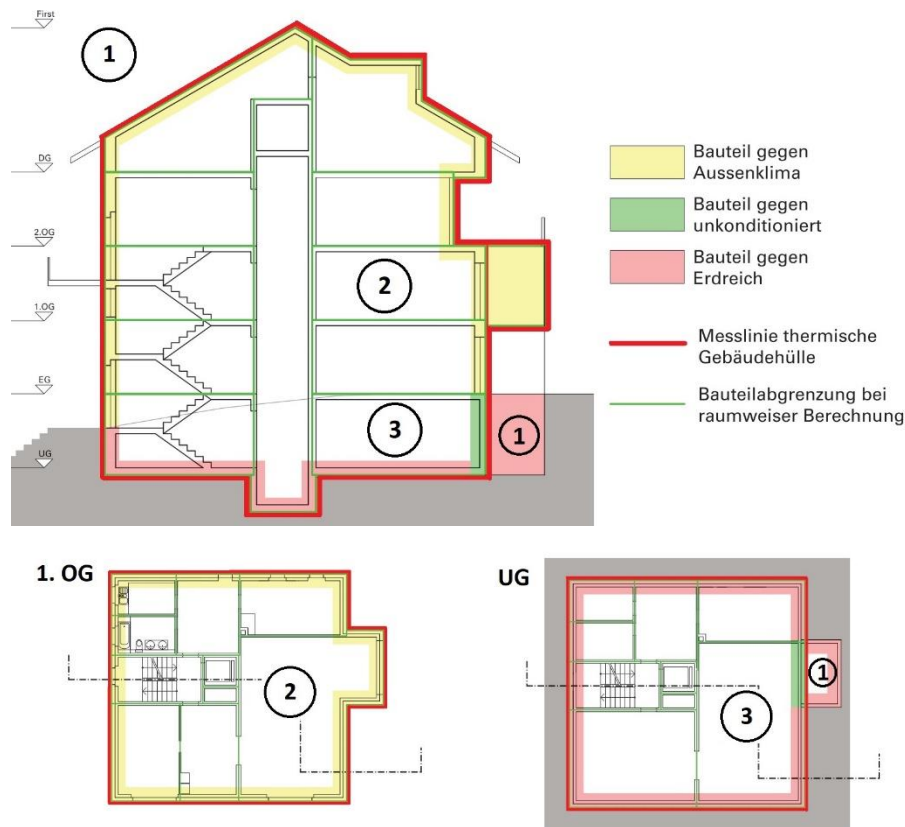 First
1
DG
2.OG
1.OG
EG
UG
2
3
1
Bauteil gegen
Aussenklima
Bauteil gegen
unkonditioniert
Bauteil gegen
Erdreich
Messlinie thermische
Gebäudehülle
Bauteilabgrenzung bei
raumweiser Berechnung
1. OG
2
UG
1
3